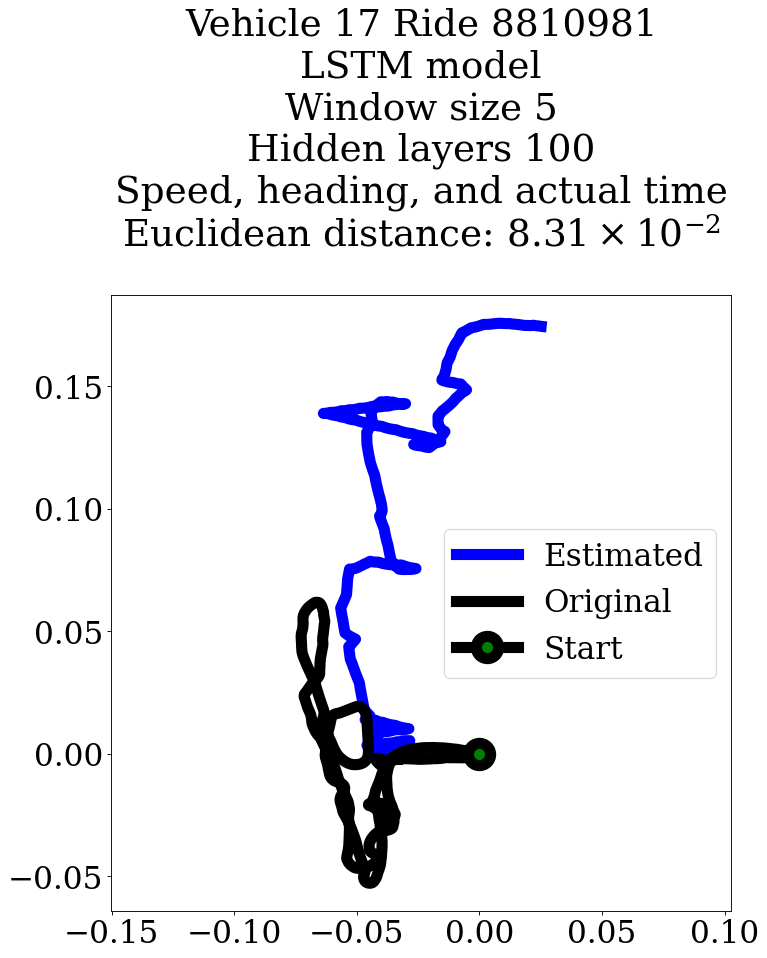 Vehicle 17 Ride 8810981
LSTM model
Window size 5
Hidden layers 100
Speed, heading, and actual time
Euclidean distance: 8.31 × 10⁻²
0.15
0.10
0.05
0.00
−0.05
Estimated
Original
Start
−0.15 −0.10 −0.05 0.00 0.05 0.10